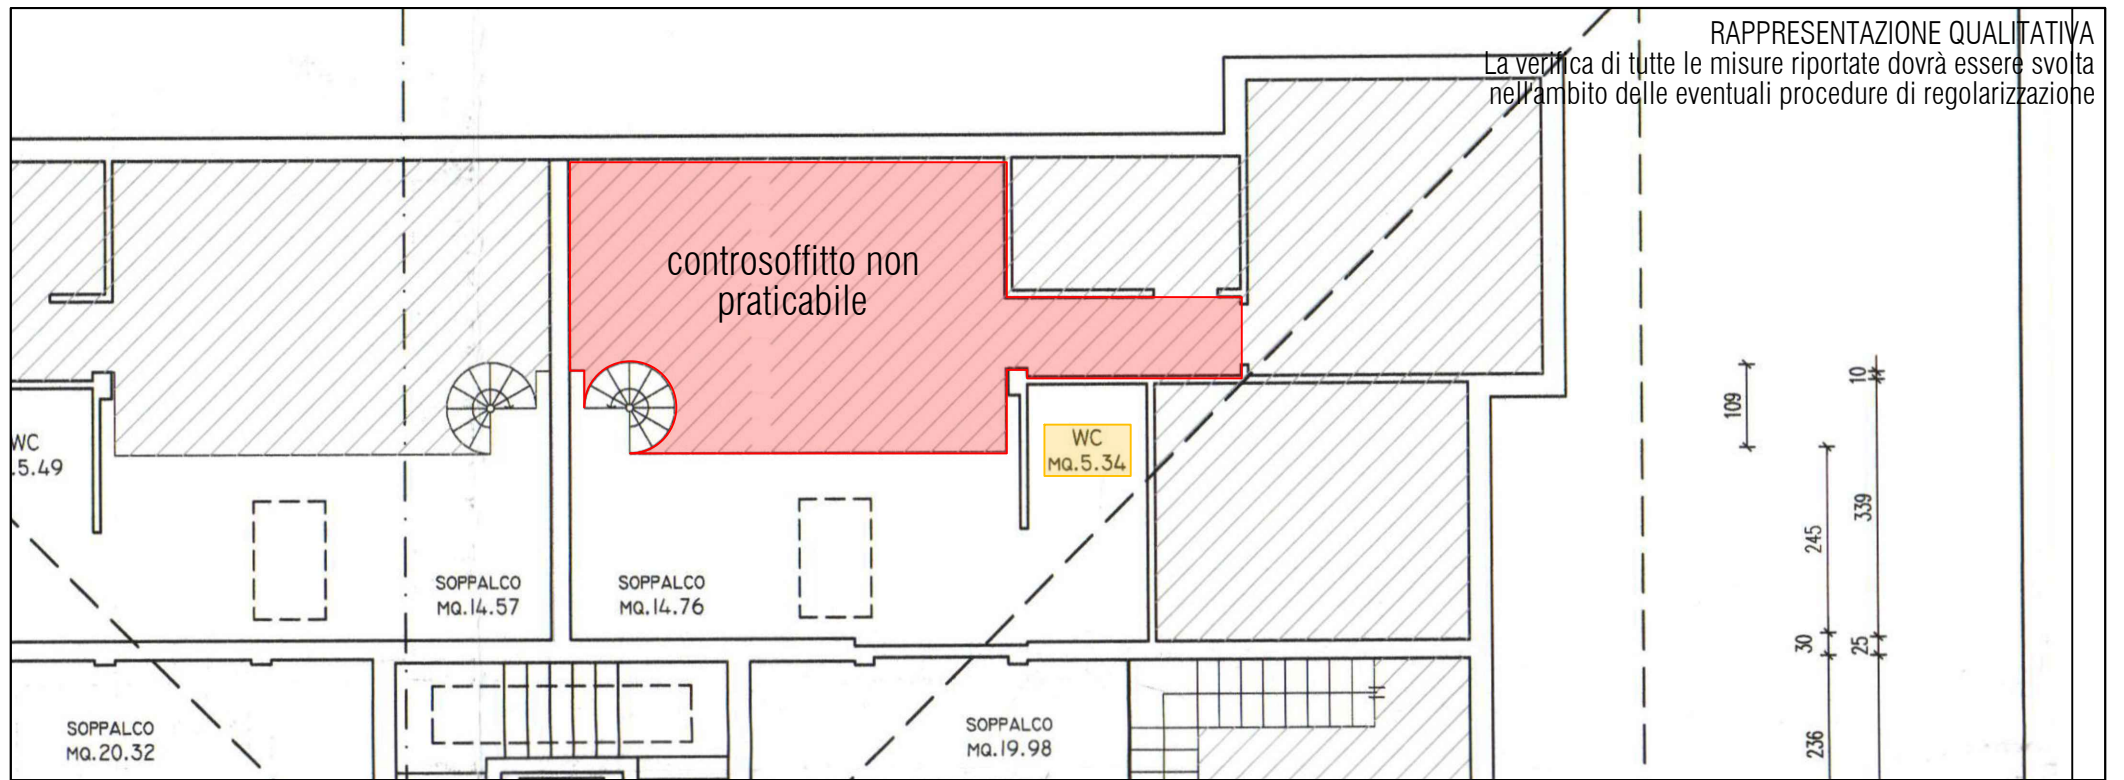 RAPPRESENTAZIONE QUALITATIVA
La verifica di tutte le misure riportate dovrà essere svolta
nell'ambito delle eventuali procedure di regolarizzazione
controsoffitto non
praticabile
WC
.5.49
WC
MQ.5.34
SOPPALCO
MQ.14.57
SOPPALCO
MQ.14.76
SOPPALCO
MQ.20.32
SOPPALCO
MQ.19.98
109
10
245
339
30
25
236